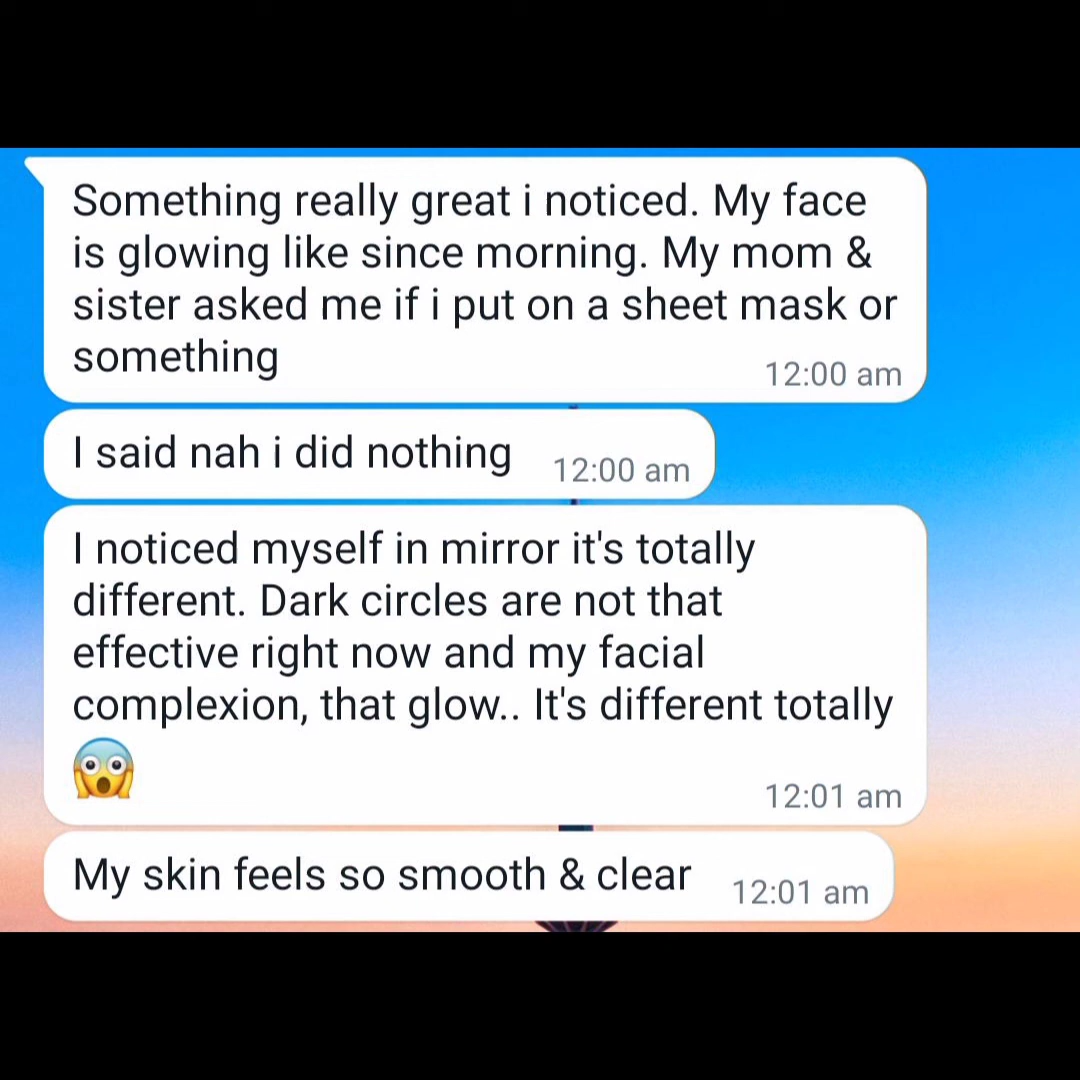 Something really great i noticed. My face
is glowing like since morning. My mom &
sister asked me if i put on a sheet mask or
something
12:00 am
I said nah i did nothing 12:00 am
I noticed myself in mirror it's totally
different. Dark circles are not that
effective right now and my facial
complexion, that glow.. It's different totally
😱
12:01 am
My skin feels so smooth & clear 12:01 am